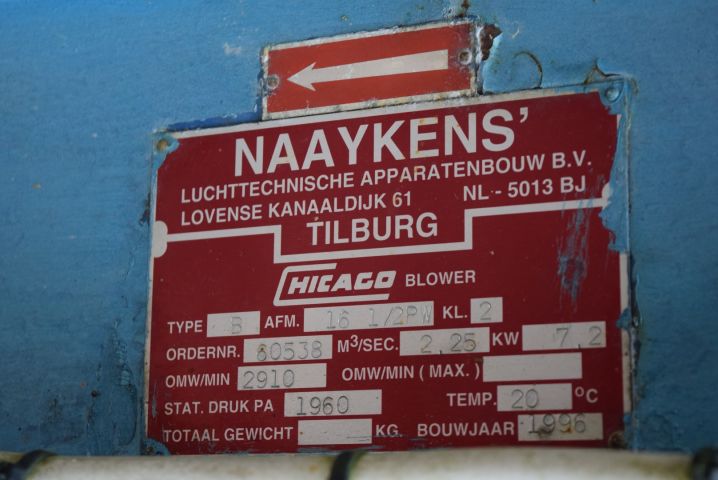 NAAYKENS'
LUCHTTECHNISCHE APPARATENBOUW B.V.
LOVENSE KANAALDIJK 61 NL - 5013 BJ
TILBURG
CHICAGO BLOWER
TYPE B AFM. 16 1/2PW KL. 2
ORDERNR. 60538 M³/SEC. 2,25 KW 7,2
OMW/MIN 2910 OMW/MIN ( MAX. )
STAT. DRUK PA 1960 TEMP. 20 °C
TOTAAL GEWICHT KG. BOUWJAAR 1996